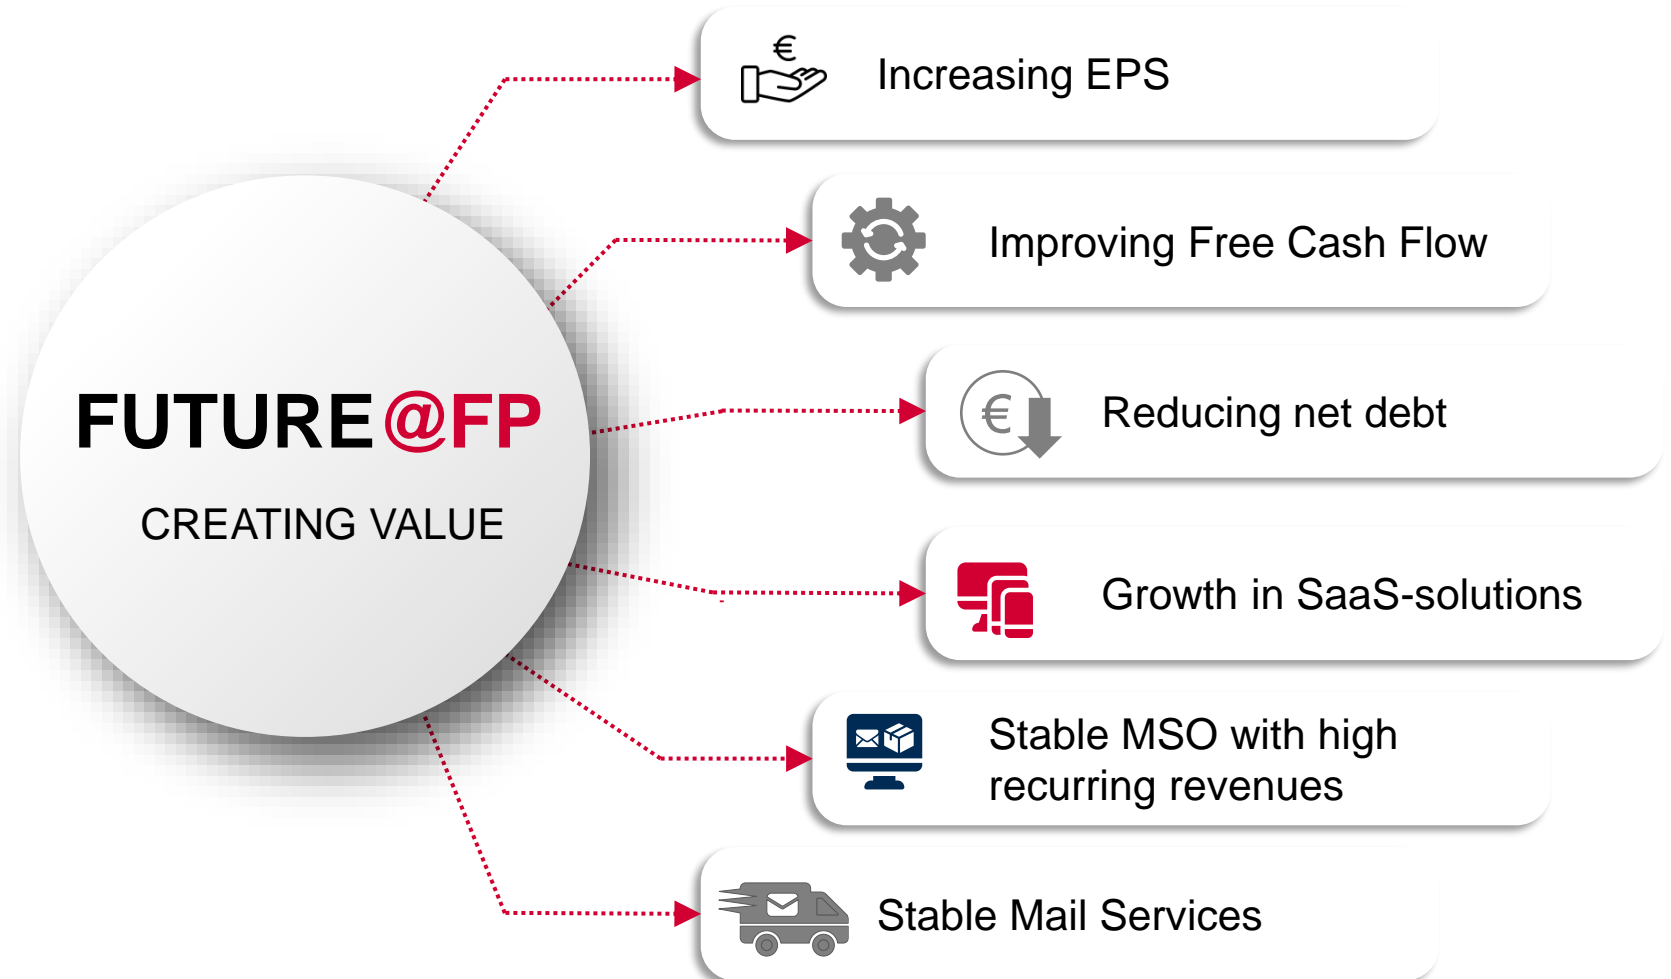 Increasing EPS
Improving Free Cash Flow
FUTURE@FP
CREATING VALUE
Reducing net debt
Growth in SaaS-solutions
Stable MSO with high
recurring revenues
Stable Mail Services